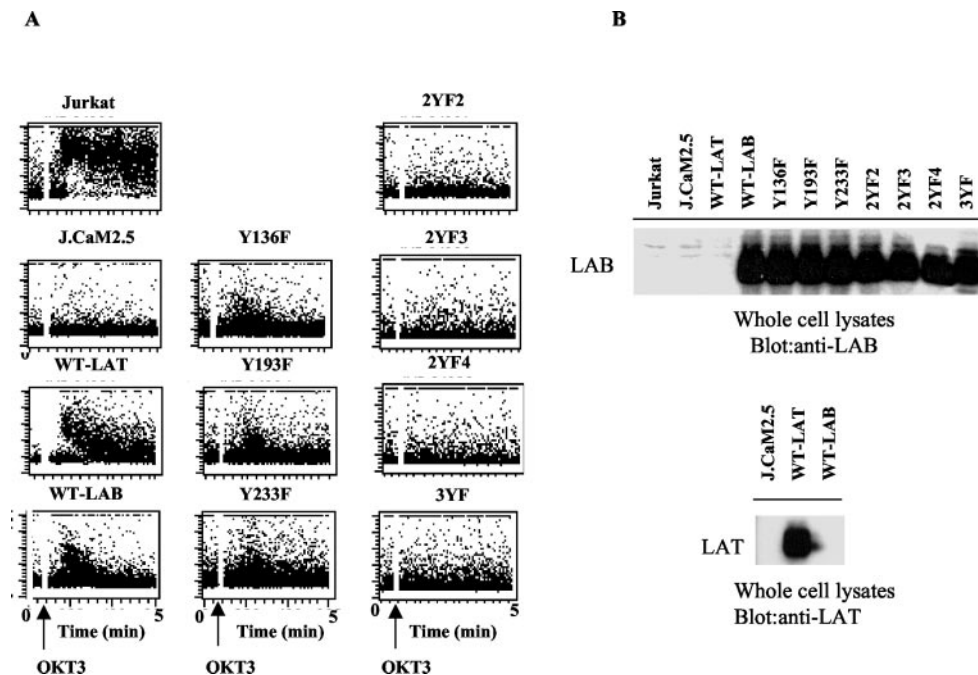 A
B
Jurkat
2YF2
J.CaM2.5
Y136F
2YF3
0
WT-LAT
Y193F
2YF4
WT-LAB
Y233F
3YF
0 5
0 5
0 5
Time (min)
Time (min)
Time (min)
OKT3
OKT3
OKT3
Jurkat
J.CaM2.5
WT-LAT
WT-LAB
Y136F
Y193F
Y233F
2YF2
2YF3
2YF4
3YF
LAB
Whole cell lysates
Blot:anti-LAB
J.CaM2.5
WT-LAT
WT-LAB
LAT
Whole cell lysates
Blot:anti-LAT